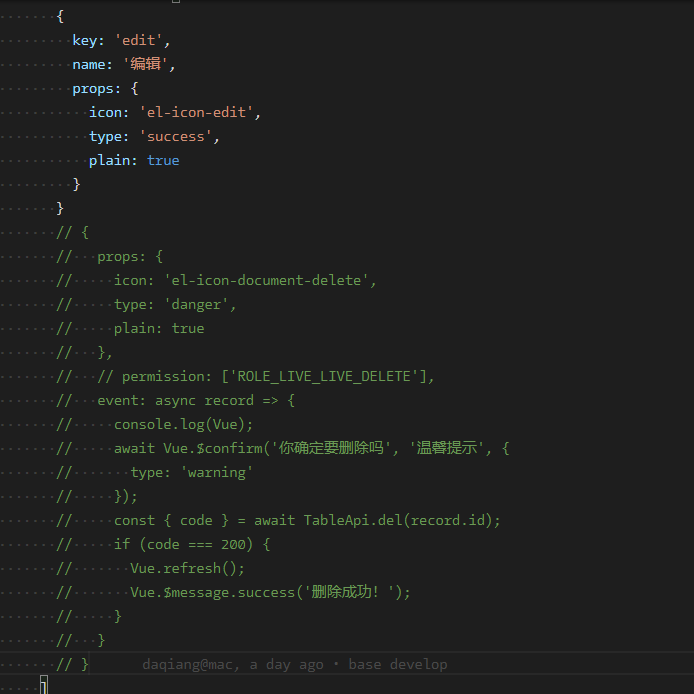 {
key: 'edit',
name: '编辑',
props: {
icon: 'el-icon-edit',
type: 'success',
plain: true
}
}
// {
//   props: {
//     icon: 'el-icon-document-delete',
//     type: 'danger',
//     plain: true
//   },
//   // permission: ['ROLE_LIVE_LIVE_DELETE'],
//   event: async record => {
//     console.log(Vue);
//     await Vue.$confirm('你确定要删除吗', '温馨提示', {
//       type: 'warning'
//     });
//     const { code } = await TableApi.del(record.id);
//     if (code === 200) {
//       Vue.refresh();
//       Vue.$message.success('删除成功！');
//     }
//   }
// }      daqiang@mac, a day ago • base develop
]